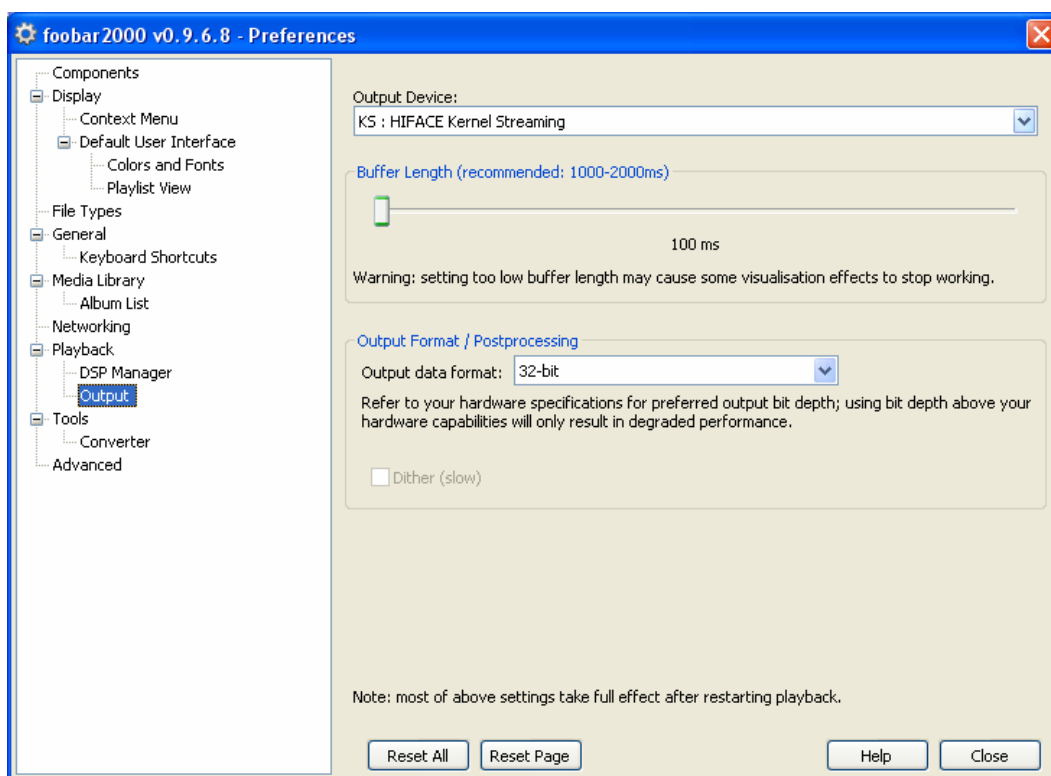 foobar2000 v0.9.6.8 - Preferences
Components
Display
Context Menu
Default User Interface
Colors and Fonts
Playlist View
File Types
General
Keyboard Shortcuts
Media Library
Album List
Networking
Playback
DSP Manager
Output
Tools
Converter
Advanced
Output Device:
KS : HIFACE Kernel Streaming
Buffer Length (recommended: 1000-2000ms)
100 ms
Warning: setting too low buffer length may cause some visualisation effects to stop working.
Output Format / Postprocessing
Output data format: 32-bit
Refer to your hardware specifications for preferred output bit depth; using bit depth above your
hardware capabilities will only result in degraded performance.
Dither (slow)
Note: most of above settings take full effect after restarting playback.
Reset All Reset Page Help Close